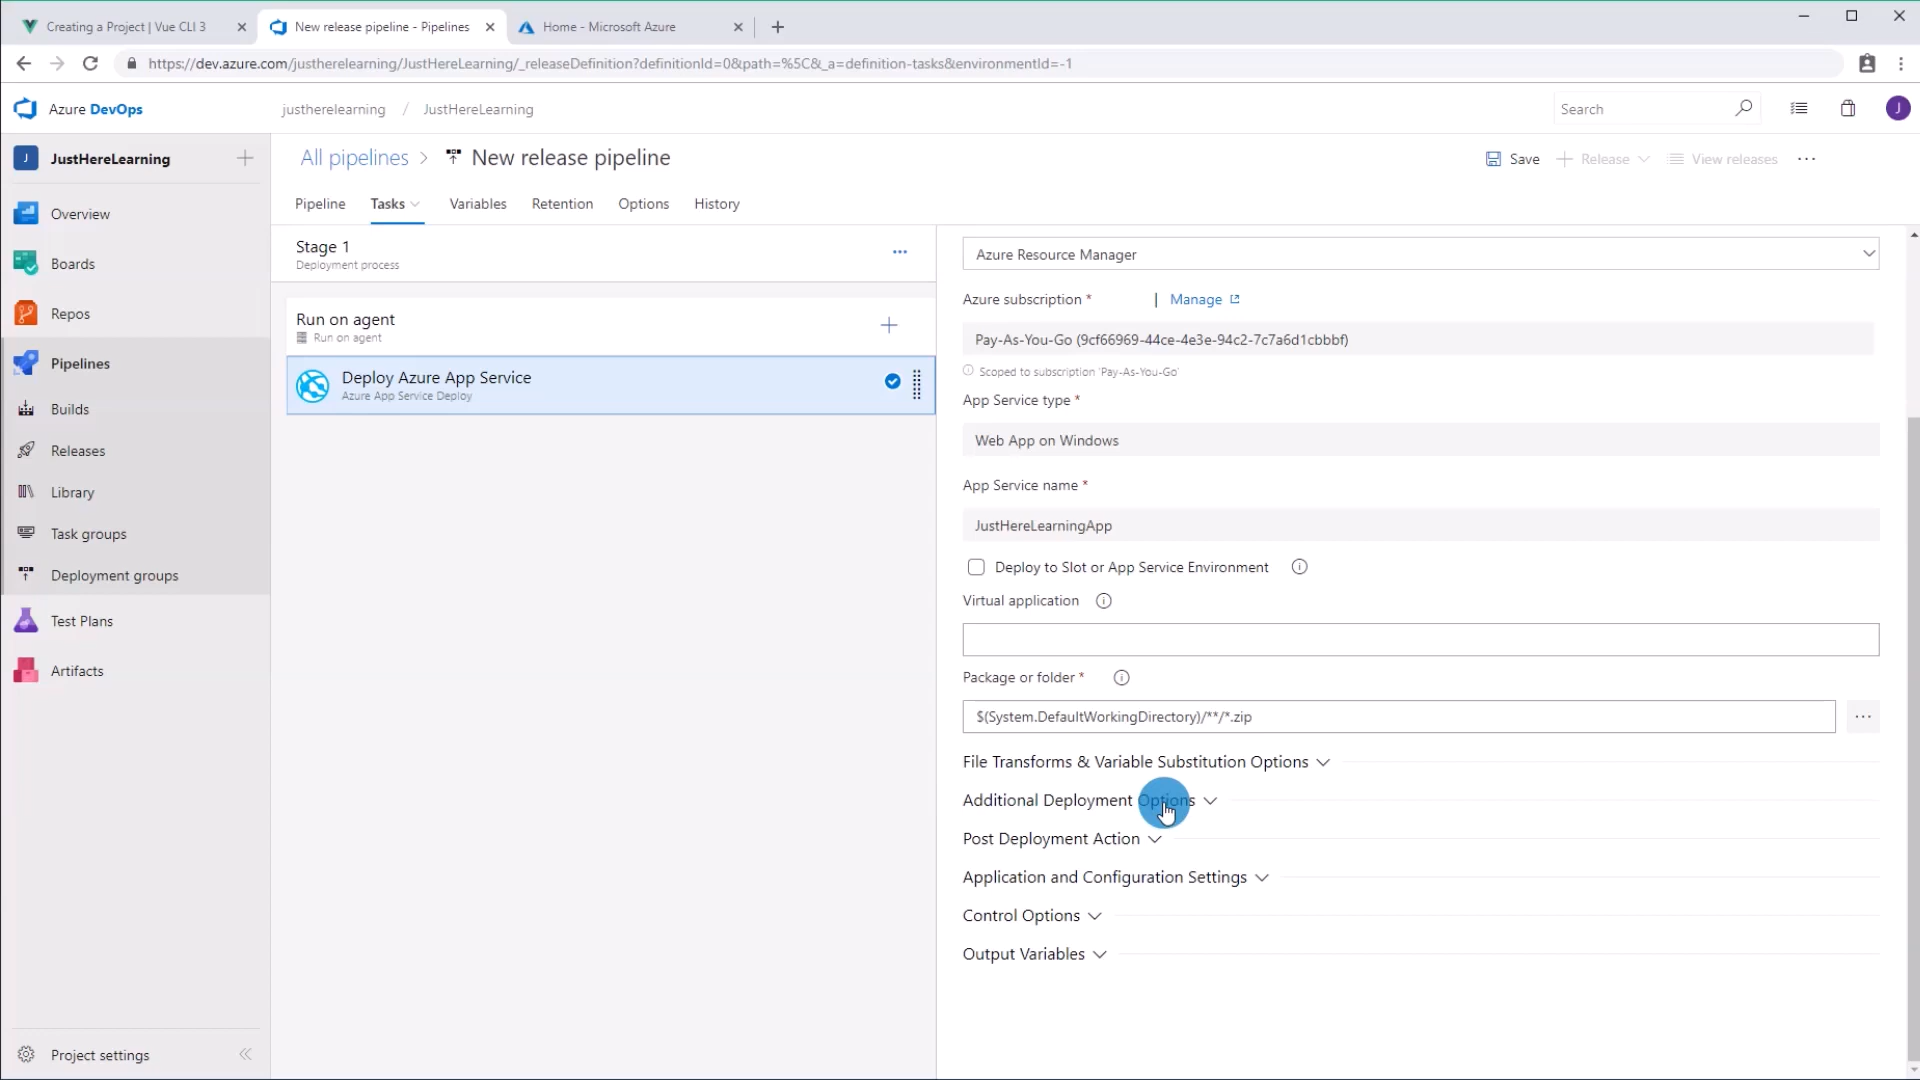 Creating a Project | Vue CLI 3
New release pipeline - Pipelines
Home - Microsoft Azure
https://dev.azure.com/justherelearning/JustHereLearning/_releaseDefinition?definitionId=0&path=%5C&_a=definition-tasks&environmentId=-1
Azure DevOps
justherelearning / JustHereLearning
Search
J
J
JustHereLearning
All pipelines > New release pipeline
Save
Release
View releases
Pipeline
Tasks
Variables
Retention
Options
History
Overview
Boards
Repos
Pipelines
Builds
Releases
Library
Task groups
Deployment groups
Test Plans
Artifacts
Project settings
Stage 1
Deployment process
Run on agent
Run on agent
Deploy Azure App Service
Azure App Service Deploy
Azure Resource Manager
Azure subscription * | Manage
Pay-As-You-Go (9cf66969-44ce-4e3e-94c2-7c7a6d1cbbbf)
Scoped to subscription 'Pay-As-You-Go'
App Service type *
Web App on Windows
App Service name *
JustHereLearningApp
Deploy to Slot or App Service Environment
Virtual application
Package or folder *
$(System.DefaultWorkingDirectory)/**/*.zip
File Transforms & Variable Substitution Options
Additional Deployment Options
Post Deployment Action
Application and Configuration Settings
Control Options
Output Variables